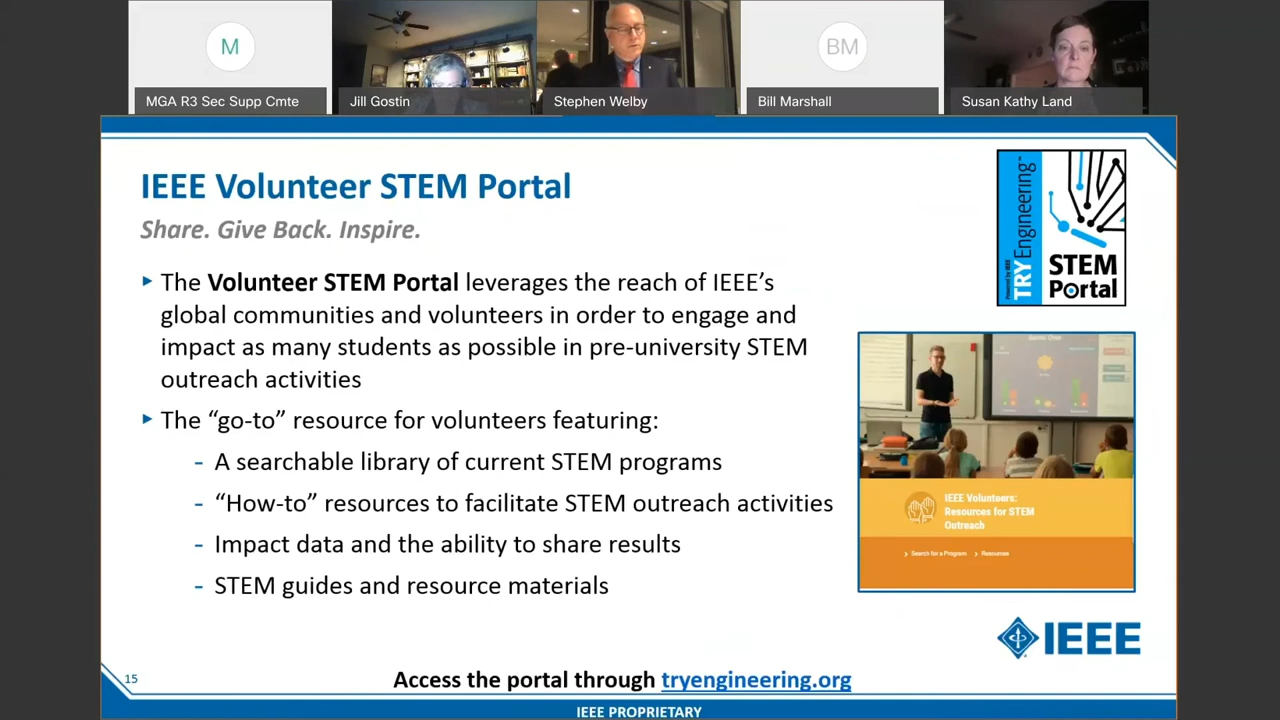 M
BM
MGA R3 Sec Supp Cmte
Jill Gostin
Stephen Welby
Bill Marshall
Susan Kathy Land
IEEE Volunteer STEM Portal
Share. Give Back. Inspire.
The Volunteer STEM Portal leverages the reach of IEEE’s
global communities and volunteers in order to engage and
impact as many students as possible in pre-university STEM
outreach activities
The “go-to” resource for volunteers featuring:
- A searchable library of current STEM programs
- “How-to” resources to facilitate STEM outreach activities
- Impact data and the ability to share results
- STEM guides and resource materials
Powered by IEEE
TRY Engineering™
STEM
Portal
IEEE Volunteers:
Resources for STEM
Outreach
Search for a Program
Resources
IEEE
15
Access the portal through tryengineering.org
IEEE PROPRIETARY